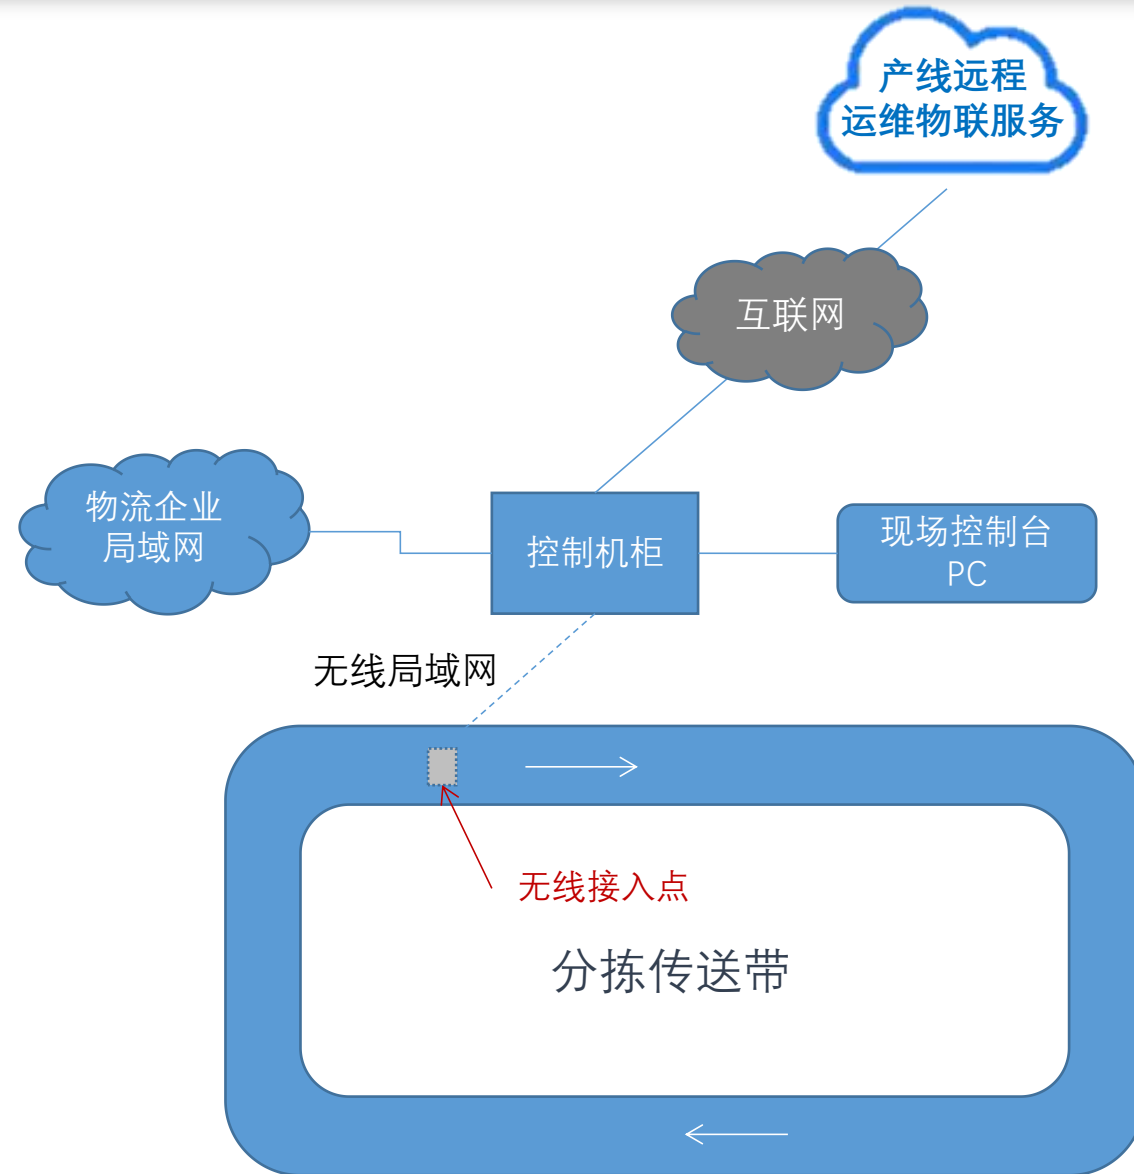 产线远程
运维物联服务
互联网
物流企业
局域网
控制机柜
现场控制台
PC
无线局域网
无线接入点
分拣传送带